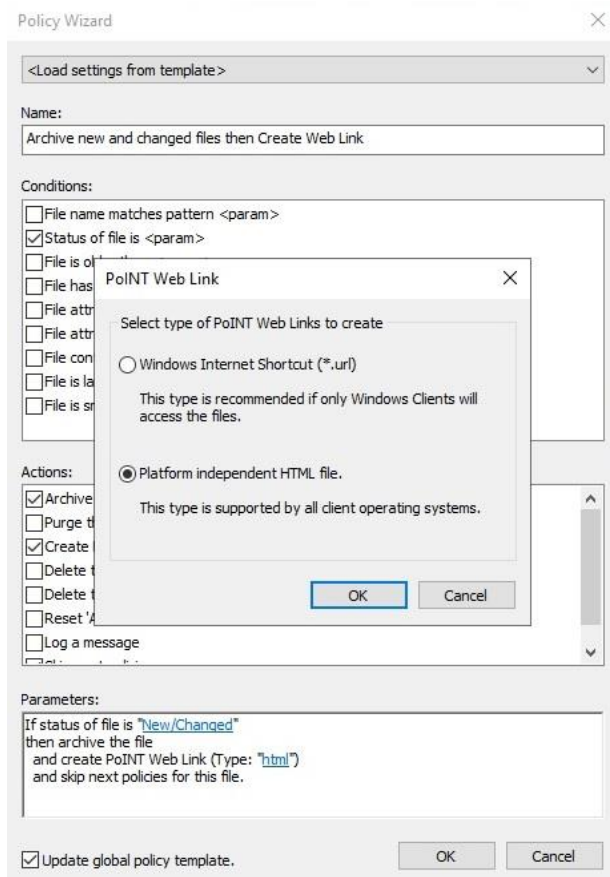 Policy Wizard
<Load settings from template>
Name:
Archive new and changed files then Create Web Link
Conditions:
File name matches pattern <param>
Status of file is <param>
File is
File has
File
File
File
File is
File is
PoINT Web Link
Select type of PoINT Web Links to create
Windows Internet Shortcut (*.url)
This type is recommended if only Windows Clients will
access the files.
Platform independent HTML file.
This type is supported by all client operating systems.
OK Cancel
Actions:
Archive
Purge
Create
Delete
Delete
Reset
Log a message
Parameters:
If status of file is "New/Changed"
then archive the file
and create PoINT Web Link (Type: "html")
and skip next policies for this file.
Update global policy template.
OK Cancel